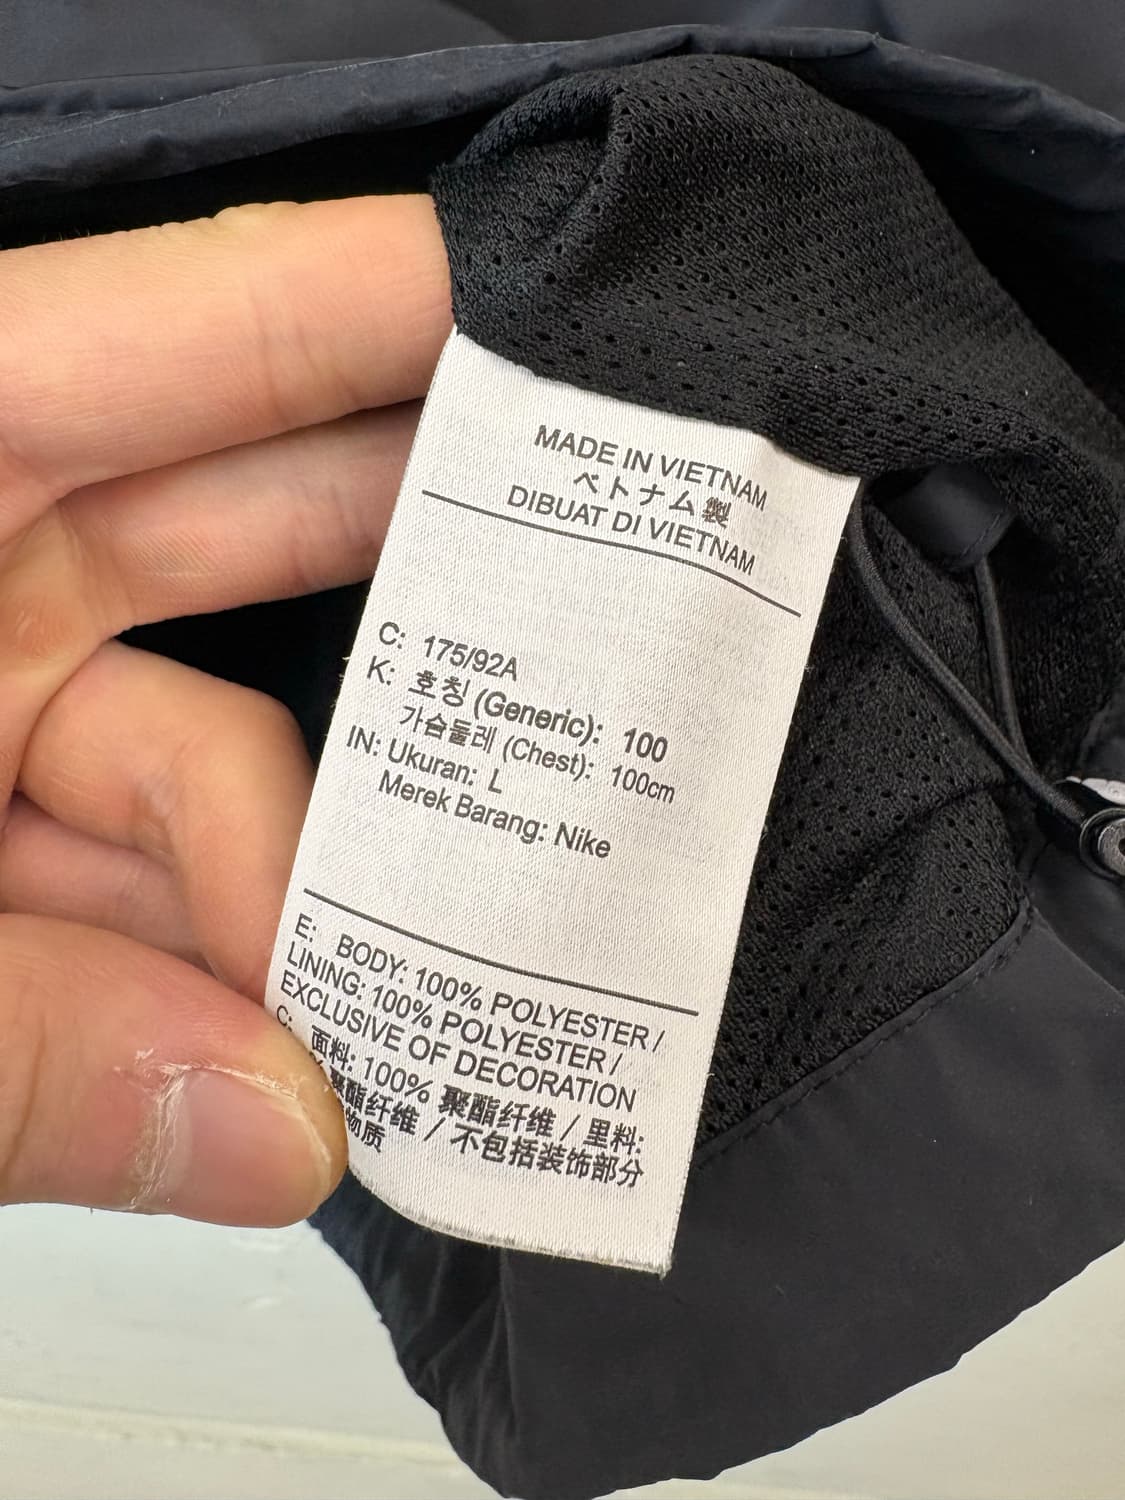 MADE IN VIETNAM
ベトナム製
DIBUAT DI VIETNAM
C: 175/92A
K: 호칭 (Generic): 100
가슴둘레 (Chest): 100cm
IN: Ukuran: L
Merek Barang: Nike
E: BODY: 100% POLYESTER /
LINING: 100% POLYESTER /
EXCLUSIVE OF DECORATION
C: 面料: 100% 聚酯纤维 / 里料:
聚酯纤维 / 不包括装饰部分
物质